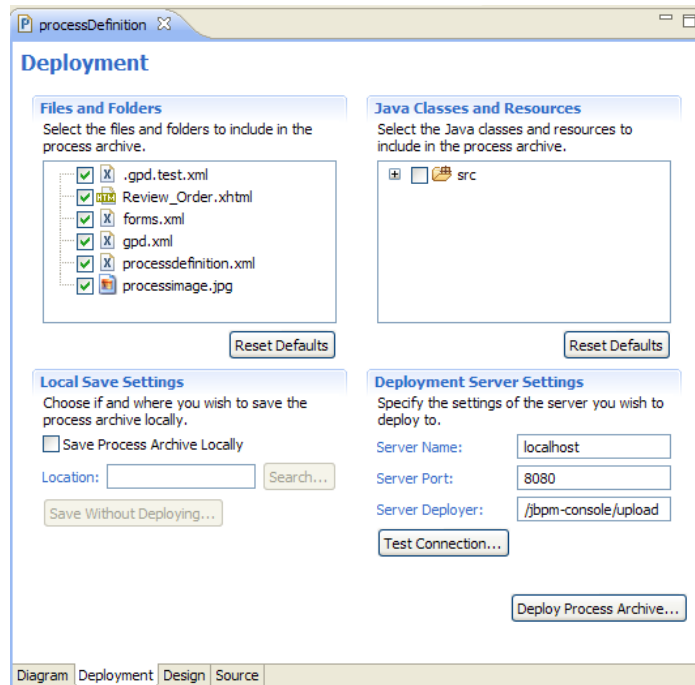 processDefinition
Deployment
Files and Folders
Select the files and folders to include in the
process archive.
.gpd.test.xml
Review_Order.xhtml
forms.xml
gpd.xml
processdefinition.xml
processimage.jpg
Reset Defaults
Java Classes and Resources
Select the Java classes and resources to
include in the process archive.
src
Reset Defaults
Local Save Settings
Choose if and where you wish to save the
process archive locally.
Save Process Archive Locally
Location:
Search...
Save Without Deploying...
Deployment Server Settings
Specify the settings of the server you wish to
deploy to.
Server Name: localhost
Server Port: 8080
Server Deployer: /jbpm-console/upload
Test Connection...
Deploy Process Archive...
Diagram Deployment Design Source